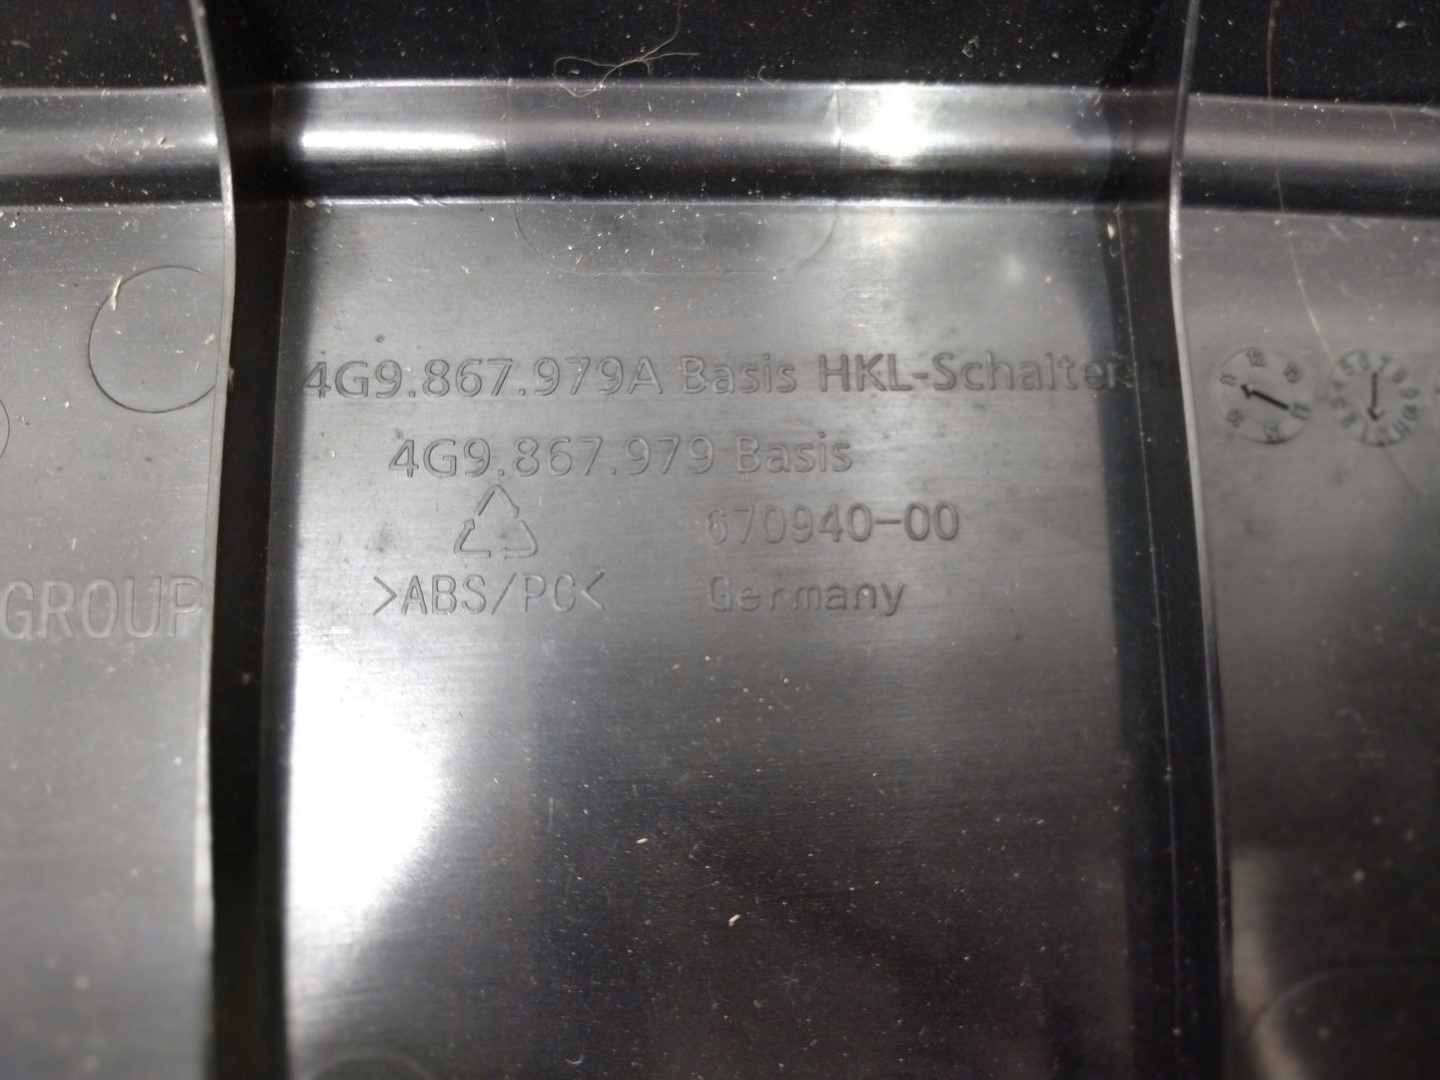 4G9.867.979A Basis HKL-Schalter
4G9.867.979 Basis
670940-00
>ABS/PC<
Germany
GROUP